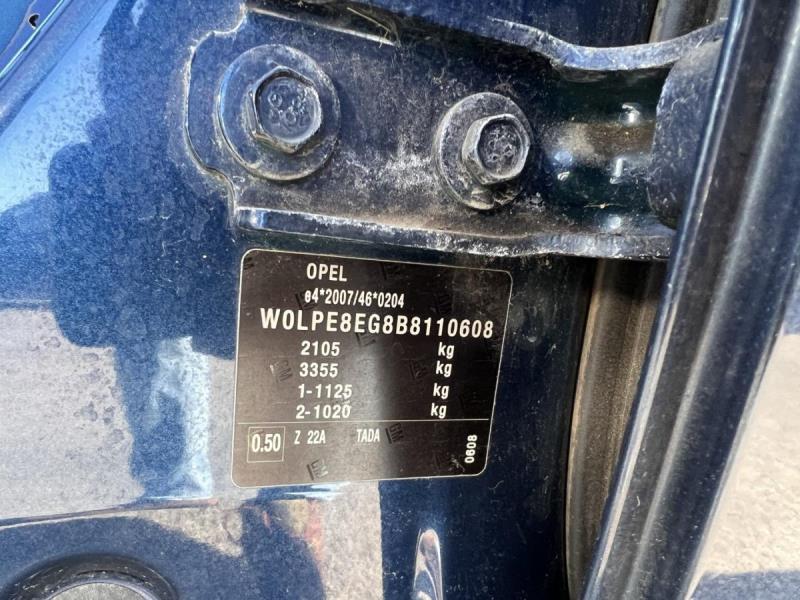 OPEL
e4*2007/46*0204
W0LPE8EG8B8110608
2105 kg
3355 kg
1-1125 kg
2-1020 kg
0.50 Z 22A TADA 0608